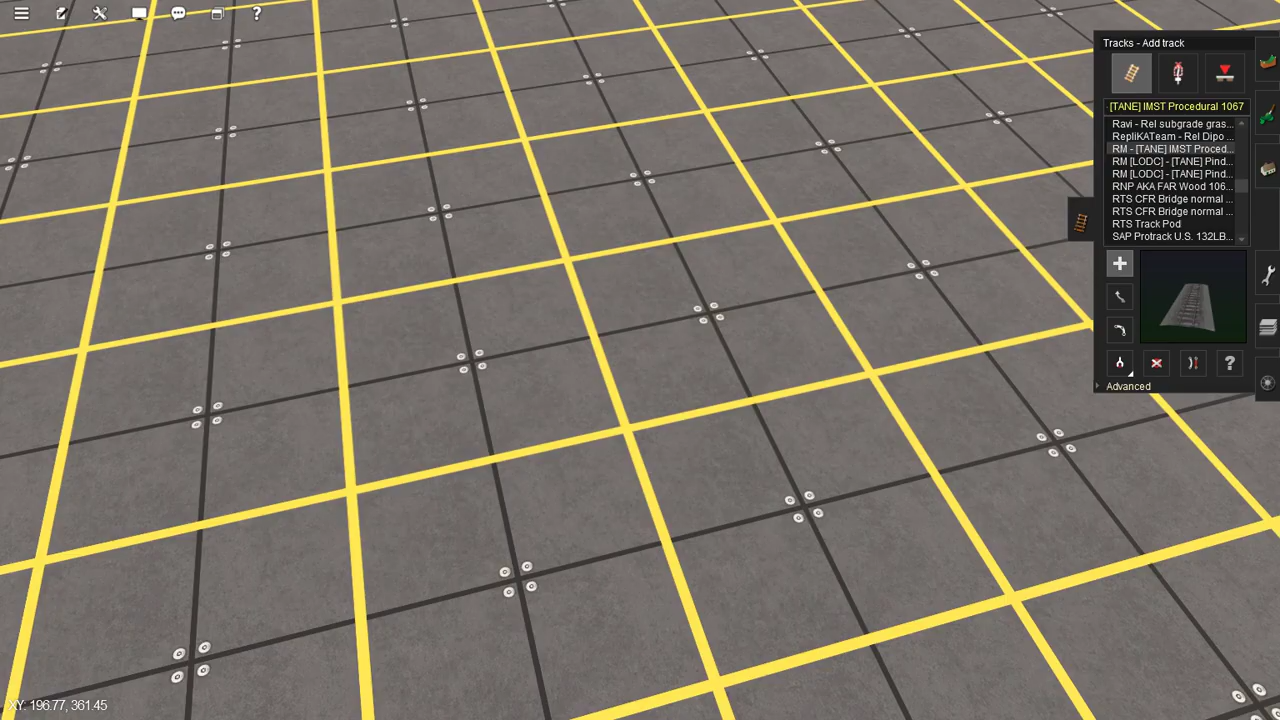 ?
Tracks - Add track
[TANE] IMST Procedural 1067
Ravi - Rel subgrade gras...
RepliKATeam - Rel Dipo ...
RM - [TANE] IMST Proced...
RM [LODC] - [TANE] Pind...
RM [LODC] - [TANE] Pind...
RNP AKA FAR Wood 106...
RTS CFR Bridge normal ...
RTS CFR Bridge normal ...
RTS Track Pod
SAP Protrack U.S. 132LB...
?
Advanced
XY: 196.77, 361.45